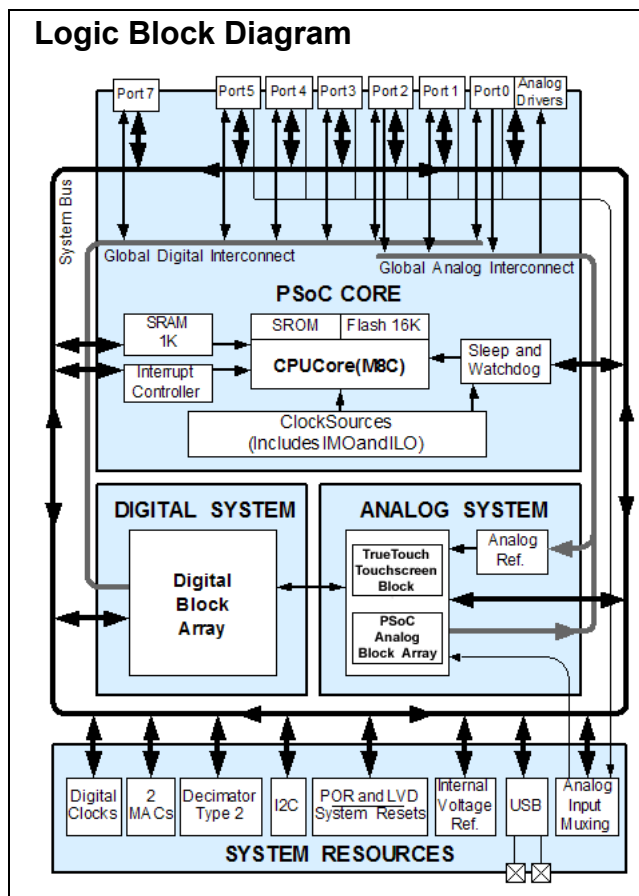 Logic Block Diagram
Port 7
Port 5
Port 4
Port 3
Port 2
Port 1
Port 0
Analog
Drivers
System Bus
Global Digital Interconnect
Global Analog Interconnect
PSoC CORE
SRAM
1K
SROM
Flash 16K
CPUCore(M8C)
Sleep and
Watchdog
Interrupt
Controller
ClockSources
(IncludesIMOandILO)
DIGITAL SYSTEM
ANALOG SYSTEM
Digital
Block
Array
TrueTouch
Touchscreen
Block
Analog
Ref.
PSoC
Analog
Block Array
Digital
Clocks
2
MACs
Decimator
Type 2
I2C
POR and LVD
System Resets
Internal
Voltage
Ref.
USB
Analog
Input
Muxing
SYSTEM RESOURCES